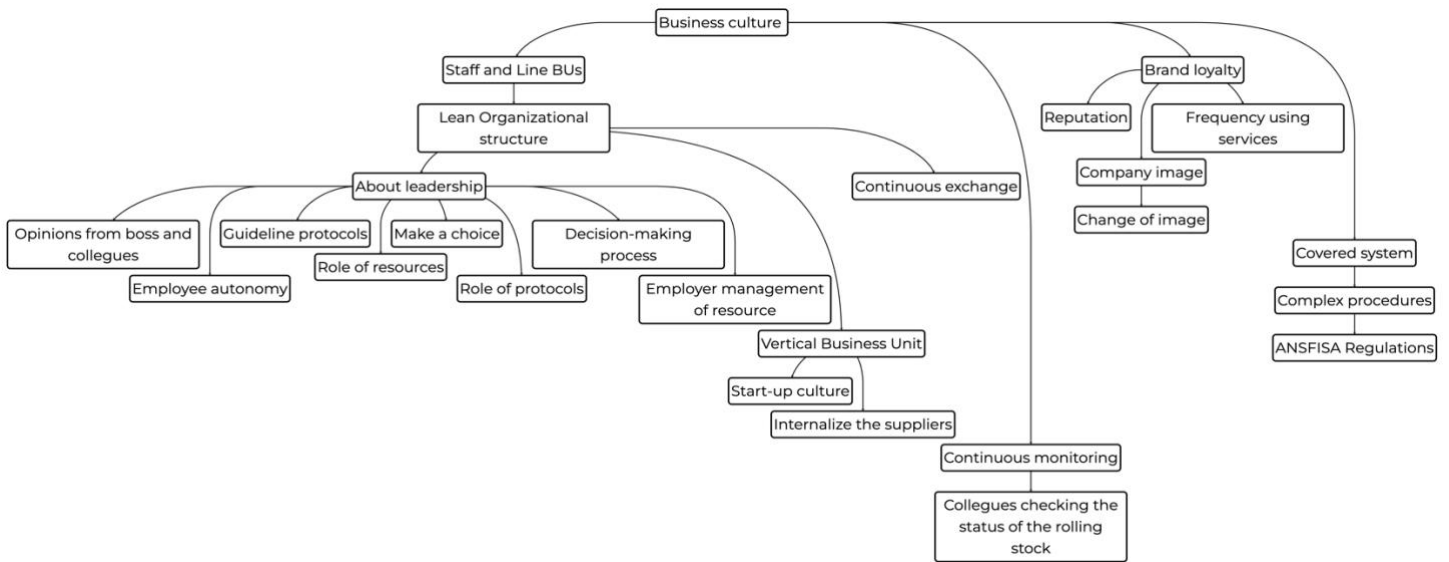 Business culture
Staff and Line BUs
Brand loyalty
Lean Organizational
structure
Reputation
Frequency using
services
About leadership
Continuous exchange
Company image
Change of image
Opinions from boss and
collegues
Guideline protocols
Make a choice
Decision-making
process
Role of resources
Covered system
Employee autonomy
Role of protocols
Employer management
of resource
Complex procedures
Vertical Business Unit
ANSFISA Regulations
Start-up culture
Internalize the suppliers
Continuous monitoring
Collegues checking the
status of the rolling
stock